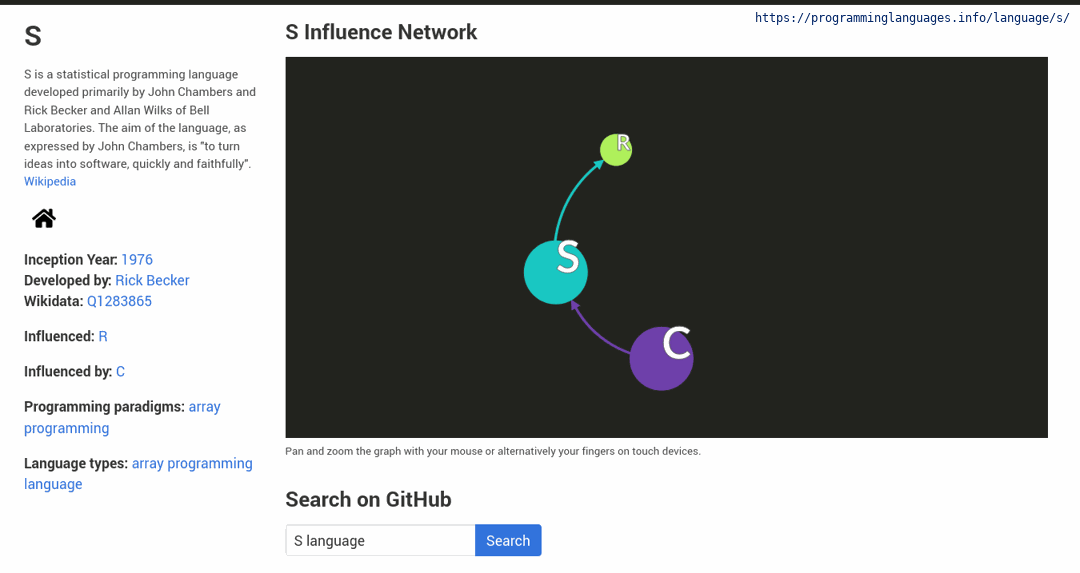 https://programminglanguages.info/language/s/
S
S is a statistical programming language
developed primarily by John Chambers and
Rick Becker and Allan Wilks of Bell
Laboratories. The aim of the language, as
expressed by John Chambers, is "to turn
ideas into software, quickly and faithfully".
Wikipedia
Inception Year: 1976
Developed by: Rick Becker
Wikidata: Q1283865
Influenced: R
Influenced by: C
Programming paradigms: array
programming
Language types: array programming
language
S Influence Network
R
S
C
Pan and zoom the graph with your mouse or alternatively your fingers on touch devices.
Search on GitHub
S language
Search